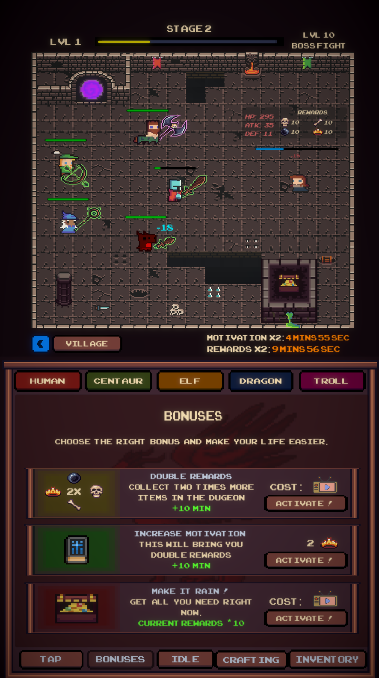 STAGE 2
LVL 1
LVL 10
BOSSFIGHT
HP: 295
ATK: 35
DEF 11
REWARDS
10 10
10 10
-18
VILLAGE
MOTIVATION X2: 4 MINS 55 SEC
REWARDS X2: 9 MINS 56 SEC
HUMAN CENTAUR ELF DRAGON TROLL
BONUSES
CHOOSE THE RIGHT BONUS AND MAKE YOUR LIFE EASIER.
2X
DOUBLE REWARDS
COLLECT TWO TIMES MORE
ITEMS IN THE DUGEON
+10 MIN
COST:
ACTIVATE !
INCREASE MOTIVATION
THIS WILL BRING YOU
DOUBLE REWARDS
+10 MIN
2
ACTIVATE !
MAKE IT RAIN !
GET ALL YOU NEED RIGHT
NOW.
CURRENT REWARDS *10
COST:
ACTIVATE !
TAP BONUSES IDLE CRAFTING INVENTORY